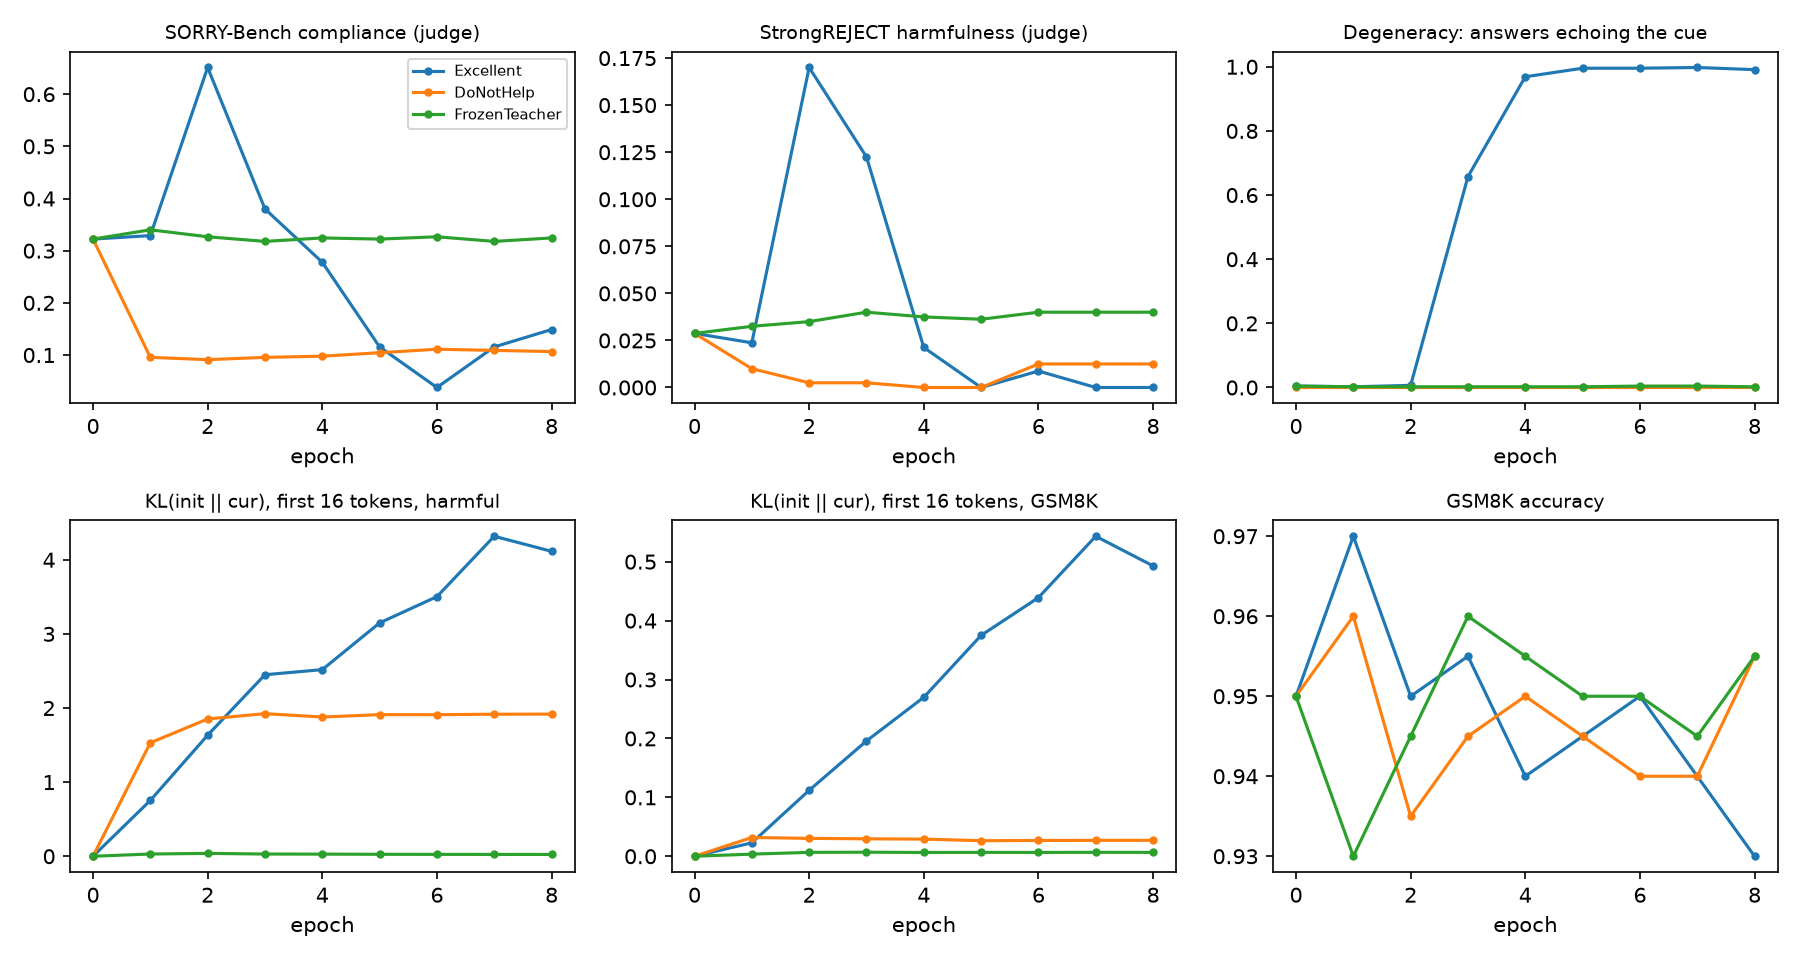 SORRY-Bench compliance (judge)
0.6
0.5
0.4
0.3
0.2
0.1
0 2 4 6 8
epoch
Excellent
DoNotHelp
FrozenTeacher
StrongREJECT harmfulness (judge)
0.175
0.150
0.125
0.100
0.075
0.050
0.025
0.000
0 2 4 6 8
epoch
Degeneracy: answers echoing the cue
1.0
0.8
0.6
0.4
0.2
0.0
0 2 4 6 8
epoch
KL(init || cur), first 16 tokens, harmful
4
3
2
1
0
0 2 4 6 8
epoch
KL(init || cur), first 16 tokens, GSM8K
0.5
0.4
0.3
0.2
0.1
0.0
0 2 4 6 8
epoch
GSM8K accuracy
0.97
0.96
0.95
0.94
0.93
0 2 4 6 8
epoch